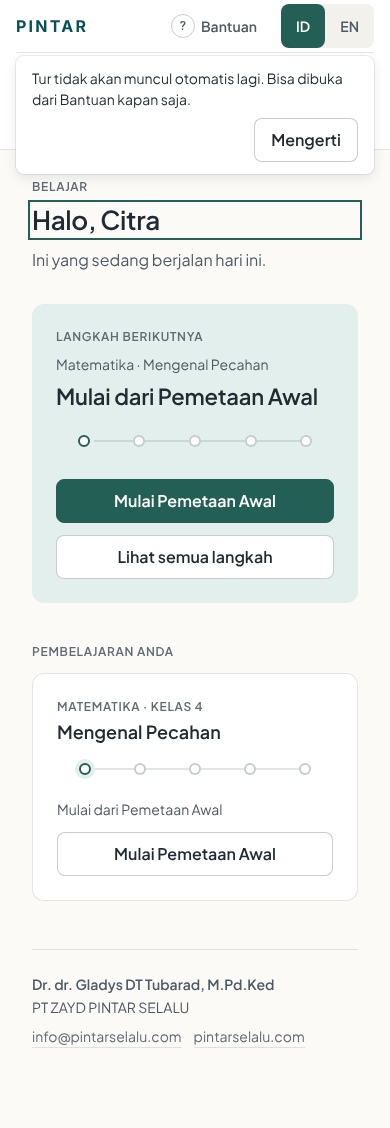 PINTAR
? Bantuan
ID EN
Tur tidak akan muncul otomatis lagi. Bisa dibuka
dari Bantuan kapan saja.
Mengerti
BELAJAR
Halo, Citra
Ini yang sedang berjalan hari ini.
LANGKAH BERIKUTNYA
Matematika · Mengenal Pecahan
Mulai dari Pemetaan Awal
Mulai Pemetaan Awal
Lihat semua langkah
PEMBELAJARAN ANDA
MATEMATIKA · KELAS 4
Mengenal Pecahan
Mulai dari Pemetaan Awal
Mulai Pemetaan Awal
Dr. dr. Gladys DT Tubarad, M.Pd.Ked
PT ZAYD PINTAR SELALU
info@pintarselalu.com pintarselalu.com